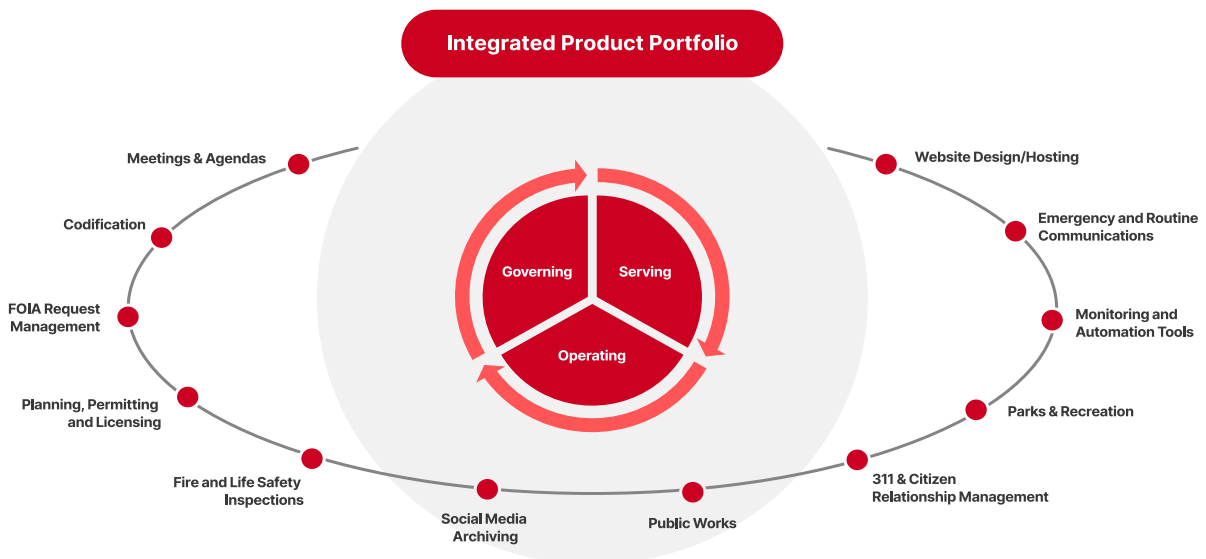 Integrated Product Portfolio
Meetings & Agendas
Codification
FOIA Request
Management
Planning, Permitting
and Licensing
Fire and Life Safety
Inspections
Social Media
Archiving
Public Works
311 & Citizen
Relationship Management
Parks & Recreation
Monitoring and
Automation Tools
Emergency and Routine
Communications
Website Design/Hosting
Governing
Serving
Operating